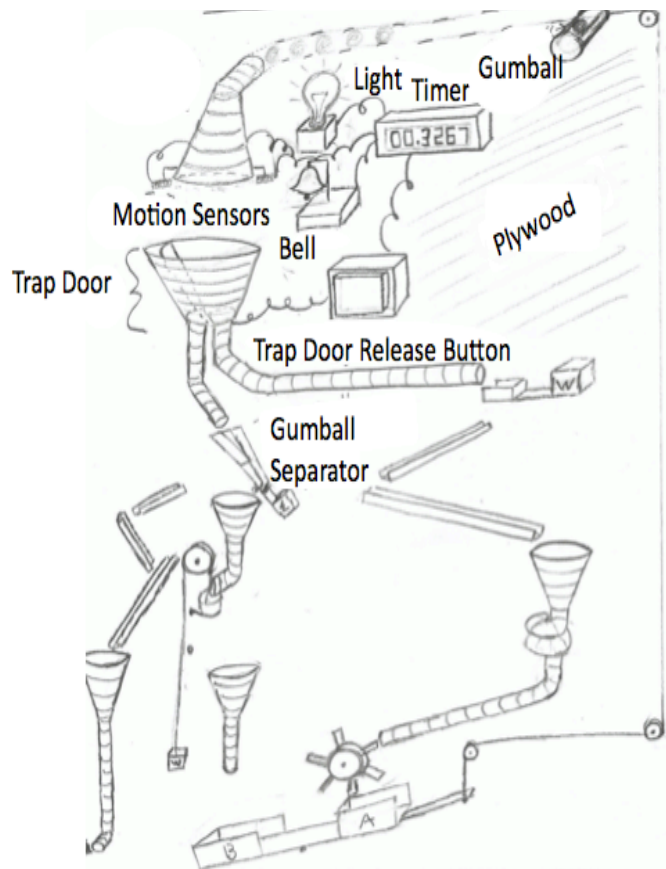 Gumball
Light
Timer
00.3267
Motion Sensors
Bell
Plywood
Trap Door
Trap Door Release Button
W
Gumball
Separator
W
A
B